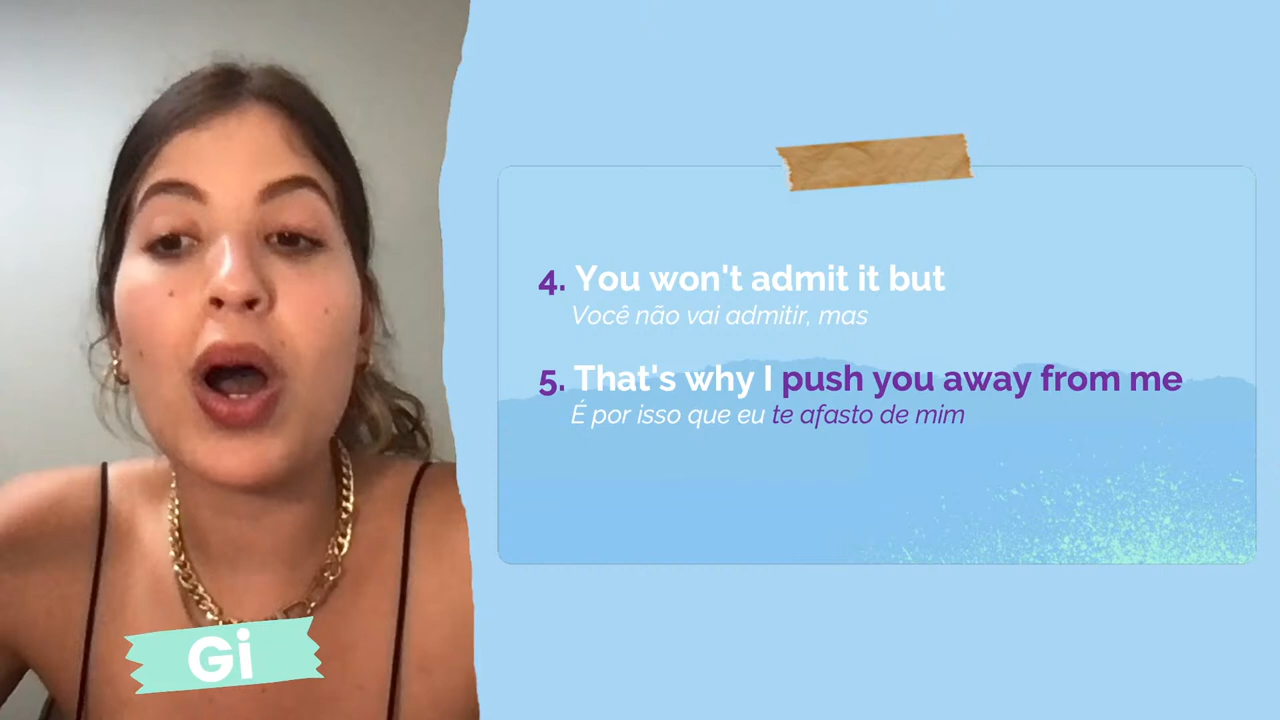 4. You won't admit it but
Você não vai admitir, mas
5. That's why I push you away from me
É por isso que eu te afasto de mim
Gi